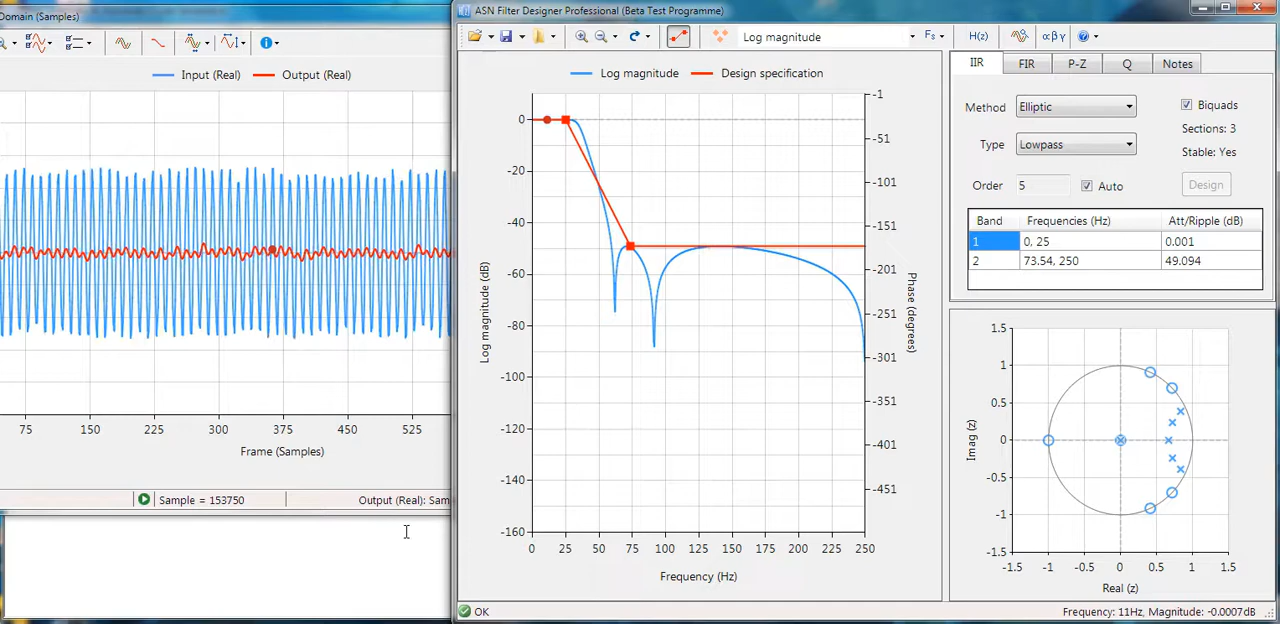 Domain (Samples)
Input (Real) Output (Real)
75 150 225 300 375 450 525
Frame (Samples)
Sample = 153750 Output (Real): Sam
ASN Filter Designer Professional (Beta Test Programme)
Log magnitude Fs H(z) αβγ
Log magnitude Design specification
0
-20
-40
-60
-80
-100
-120
-140
-160
Log magnitude (dB)
-1
-51
-101
-151
-201
-251
-301
-351
-401
-451
Phase (degrees)
0 25 50 75 100 125 150 175 200 225 250
Frequency (Hz)
IIR FIR P-Z Q Notes
Method Elliptic Biquads
Sections: 3
Type Lowpass Stable: Yes
Order 5 Auto Design
Band Frequencies (Hz) Att/Ripple (dB)
1 0, 25 0.001
2 73.54, 250 49.094
1.5
1
0.5
0
-0.5
-1
-1.5
Imag (z)
-1.5 -1 -0.5 0 0.5 1 1.5
Real (z)
OK Frequency: 11Hz, Magnitude: -0.0007dB